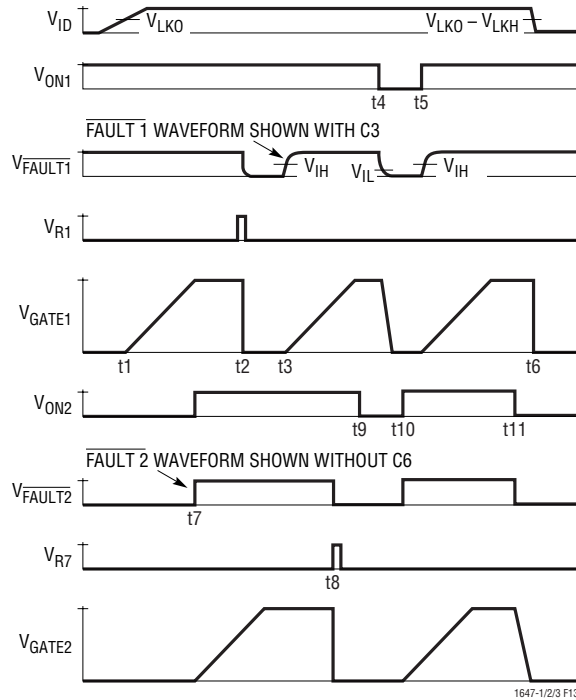 V_ID
V_LKO
V_LKO – V_LKH
V_ON1
t4
t5
FAULT 1 WAVEFORM SHOWN WITH C3
V_FAULT1
V_IH
V_IL
V_IH
V_R1
V_GATE1
t1
t2
t3
t6
V_ON2
t9
t10
t11
FAULT 2 WAVEFORM SHOWN WITHOUT C6
V_FAULT2
t7
V_R7
t8
V_GATE2
1647-1/2/3 F13